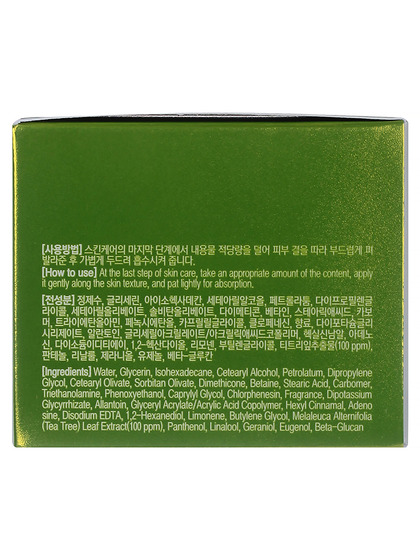 [사용방법] 스킨케어의 마지막 단계에서 내용물 적당량을 덜어 피부 결을 따라 부드럽게 펴
발라준 후 가볍게 두드려 흡수시켜 줍니다.
[How to use] At the last step of skin care, take an appropriate amount of the content, apply
it gently along the skin texture, and pat lightly for absorption.
[전성분] 정제수, 글리세린, 아이소헥사데칸, 세테아릴알코올, 페트롤라툼, 다이프로필렌글
라이콜, 세테아릴올리베이트, 솔비탄올리베이트, 다이메티콘, 베타인, 스테아릭애씨드, 카보
머, 트라이에탄올아민, 페녹시에탄올, 카프릴릴글라이콜, 클로페네신, 향료, 다이포타슘글리
시리제이트, 알란토인, 글리세릴아크릴레이트/아크릴릭애씨드코폴리머, 헥실신남알, 아데노
신, 다이소듐이디티에이, 1,2-헥산다이올, 리모넨, 부틸렌글라이콜, 티트리잎추출물(100 ppm),
판테놀, 리날룰, 제라니올, 유제놀, 베타-글루칸
[Ingredients] Water, Glycerin, Isohexadecane, Cetearyl Alcohol, Petrolatum, Dipropylene
Glycol, Cetearyl Olivate, Sorbitan Olivate, Dimethicone, Betaine, Stearic Acid, Carbomer,
Triethanolamine, Phenoxyethanol, Caprylyl Glycol, Chlorphenesin, Fragrance, Dipotassium
Glycyrrhizate, Allantoin, Glyceryl Acrylate/Acrylic Acid Copolymer, Hexyl Cinnamal, Adeno
sine, Disodium EDTA, 1,2-Hexanediol, Limonene, Butylene Glycol, Melaleuca Alternifolia
(Tea Tree) Leaf Extract(100 ppm), Panthenol, Linalool, Geraniol, Eugenol, Beta-Glucan